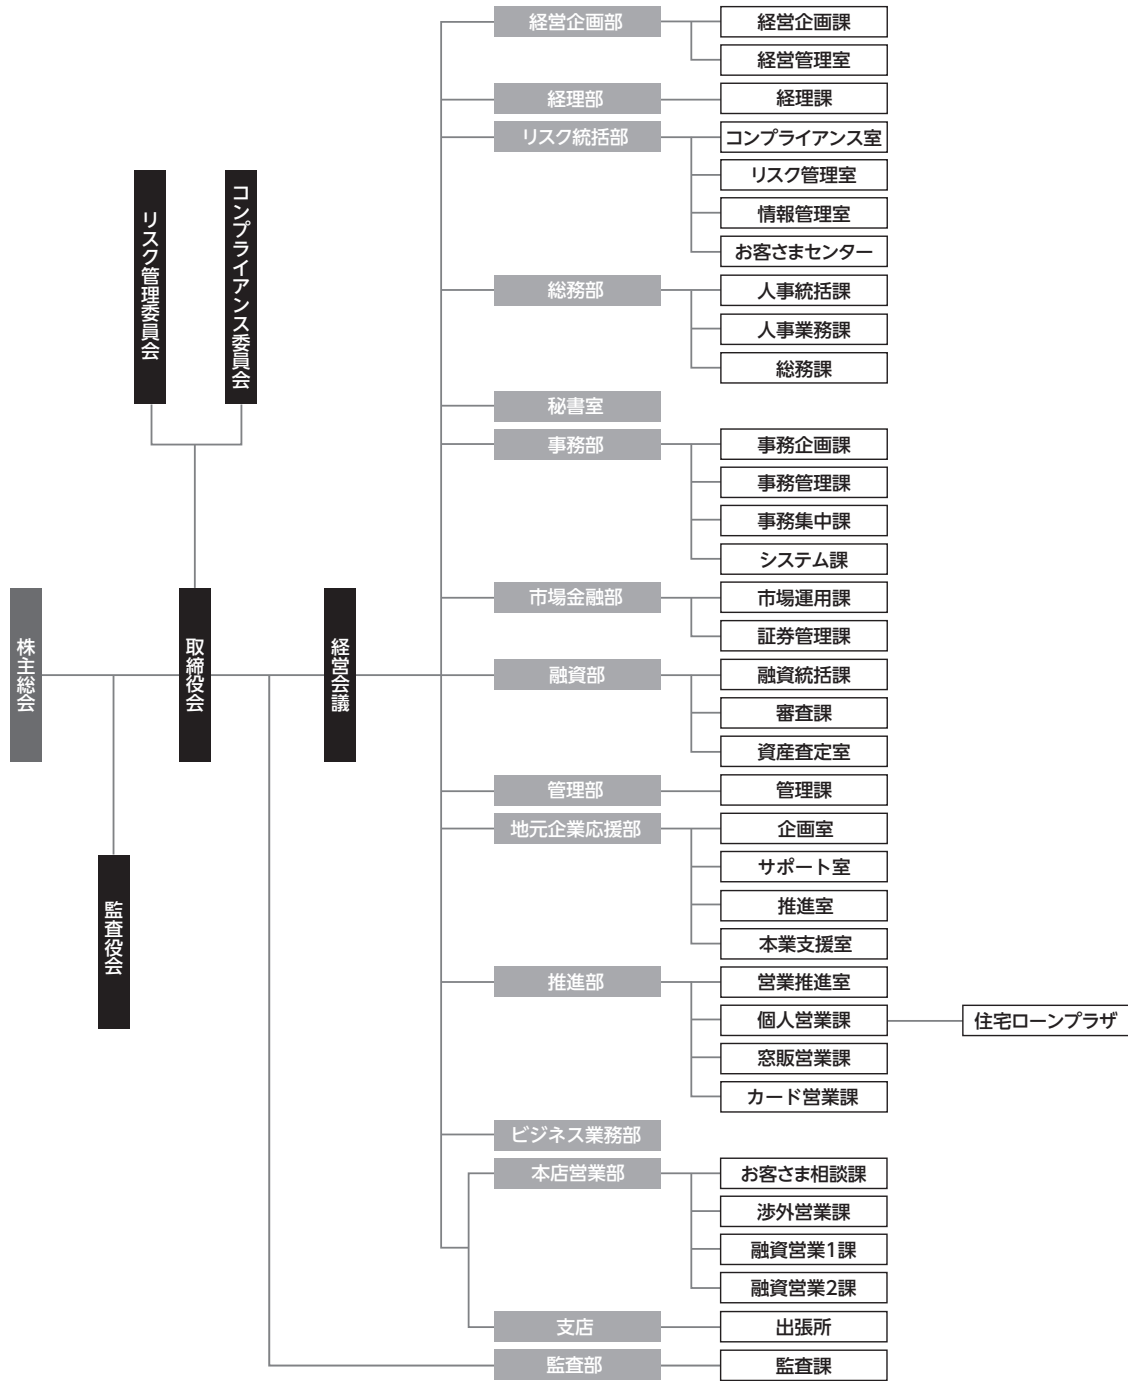 株主総会
監査役会
取締役会
リスク管理委員会
コンプライアンス委員会
経営会議
経営企画部
経営企画課
経営管理室
経理部
経理課
リスク統括部
コンプライアンス室
リスク管理室
情報管理室
お客さまセンター
総務部
人事統括課
人事業務課
総務課
秘書室
事務部
事務企画課
事務管理課
事務集中課
システム課
市場金融部
市場運用課
証券管理課
融資部
融資統括課
審査課
資産査定室
管理部
管理課
地元企業応援部
企画室
サポート室
推進室
本業支援室
推進部
営業推進室
個人営業課
住宅ローンプラザ
窓販営業課
カード営業課
ビジネス業務部
本店営業部
お客さま相談課
渉外営業課
融資営業1課
融資営業2課
支店
出張所
監査部
監査課